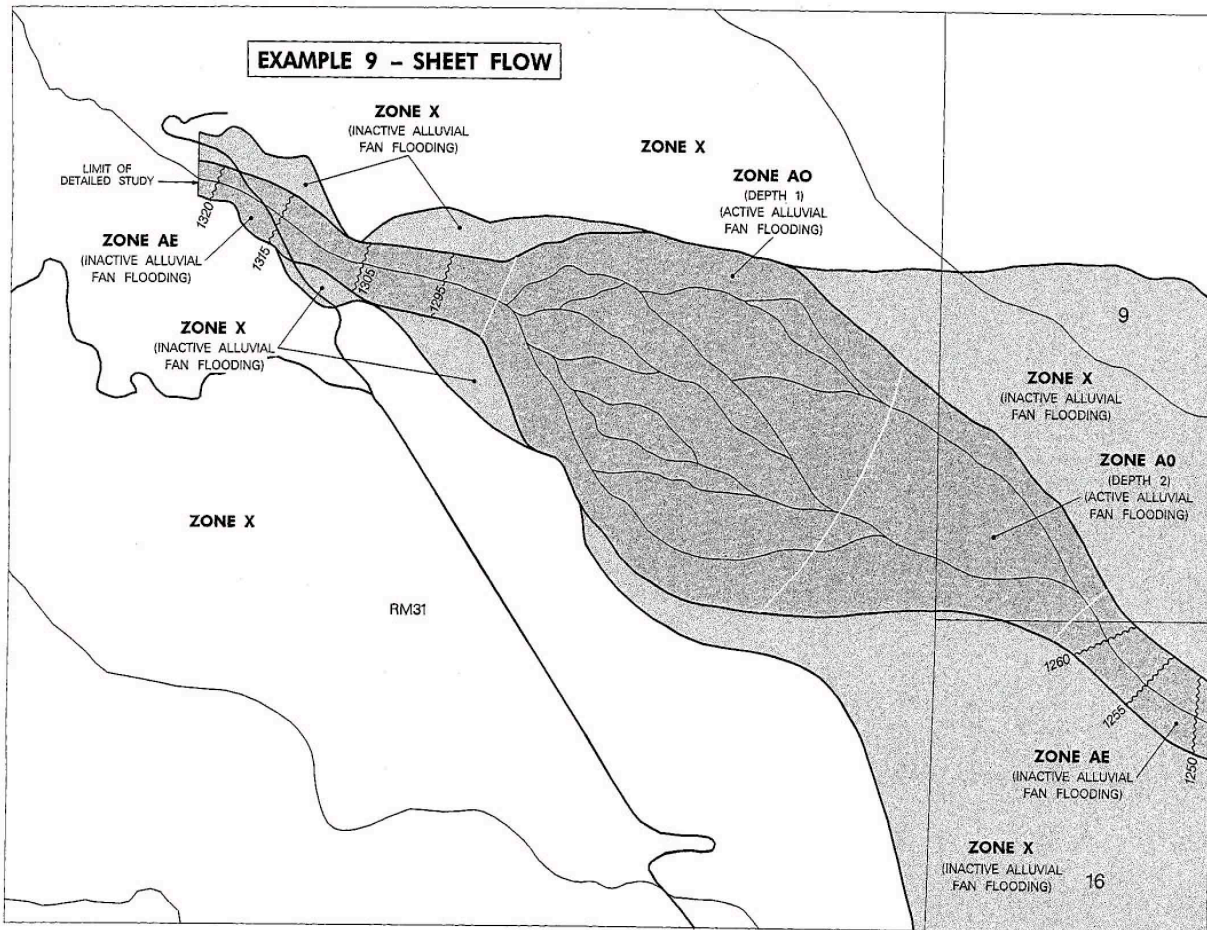 EXAMPLE 9 – SHEET FLOW
ZONE X
(INACTIVE ALLUVIAL
FAN FLOODING)
ZONE X
ZONE AO
(DEPTH 1)
(ACTIVE ALLUVIAL
FAN FLOODING)
LIMIT OF
DETAILED STUDY
1320
ZONE AE
(INACTIVE ALLUVIAL
FAN FLOODING)
1315
1305
1295
ZONE X
(INACTIVE ALLUVIAL
FAN FLOODING)
9
ZONE X
(INACTIVE ALLUVIAL
FAN FLOODING)
ZONE A0
(DEPTH 2)
(ACTIVE ALLUVIAL
FAN FLOODING)
ZONE X
RM31
1260
1255
1250
ZONE AE
(INACTIVE ALLUVIAL
FAN FLOODING)
ZONE X
(INACTIVE ALLUVIAL
FAN FLOODING)
16